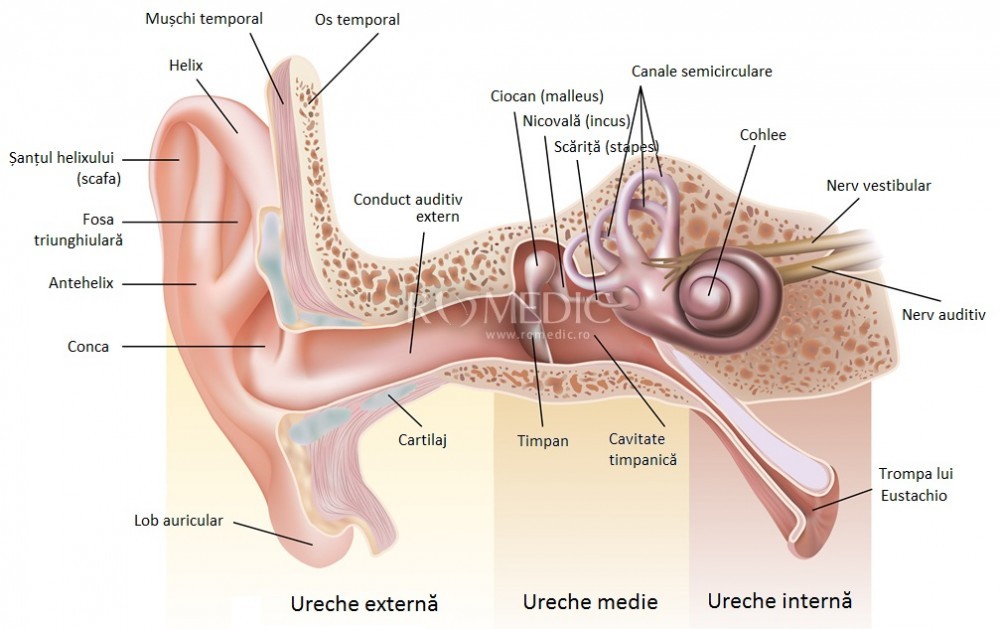 Mușchi temporal
Os temporal
Helix
Canale semicirculare
Ciocan (malleus)
Nicovală (incus)
Scăriță (stapes)
Cohlee
Șanțul helixului
(scafa)
Nerv vestibular
Conduct auditiv
extern
Fosa
triunghiulară
Antehelix
ROMEDIC
www.romedic.ro
Nerv auditiv
Conca
Cartilaj
Timpan
Cavitate
timpanică
Trompa lui
Eustachio
Lob auricular
Ureche externă
Ureche medie
Ureche internă